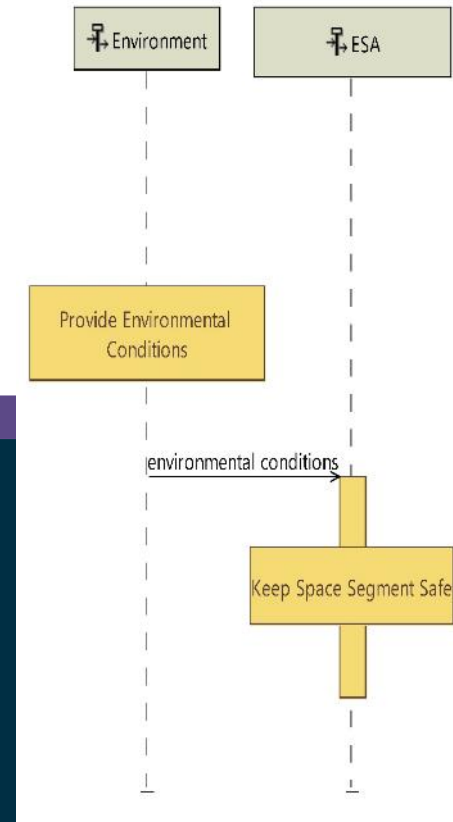 Environment
ESA
Provide Environmental
Conditions
environmental conditions
Keep Space Segment Safe